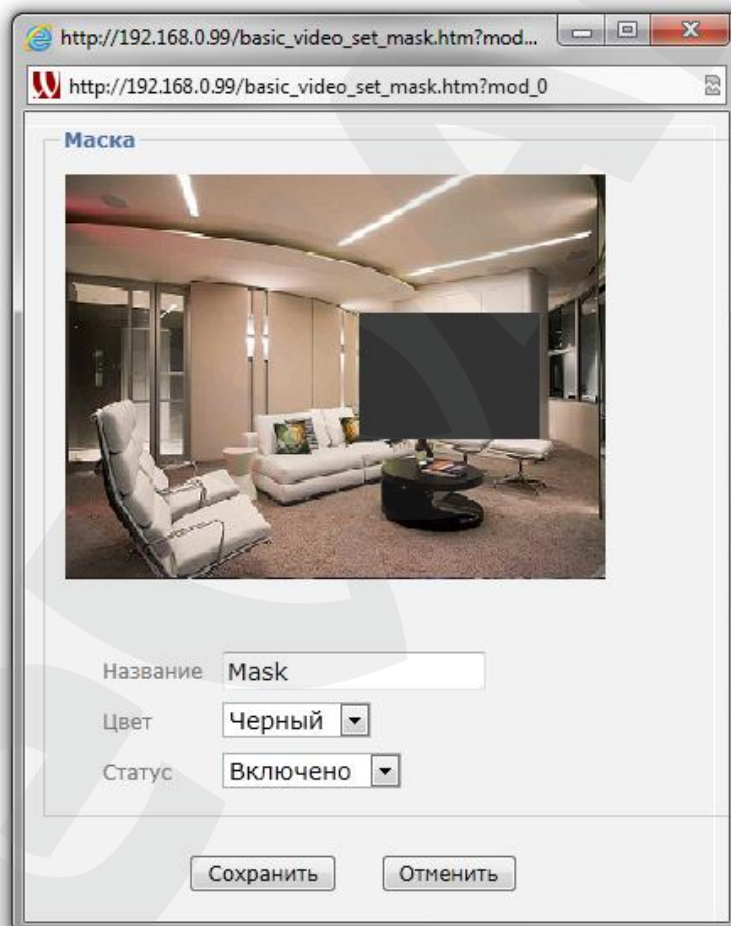 http://192.168.0.99/basic_video_set_mask.htm?mod...
http://192.168.0.99/basic_video_set_mask.htm?mod_0
Маска
Название Mask
Цвет Черный
Статус Включено
Сохранить Отменить